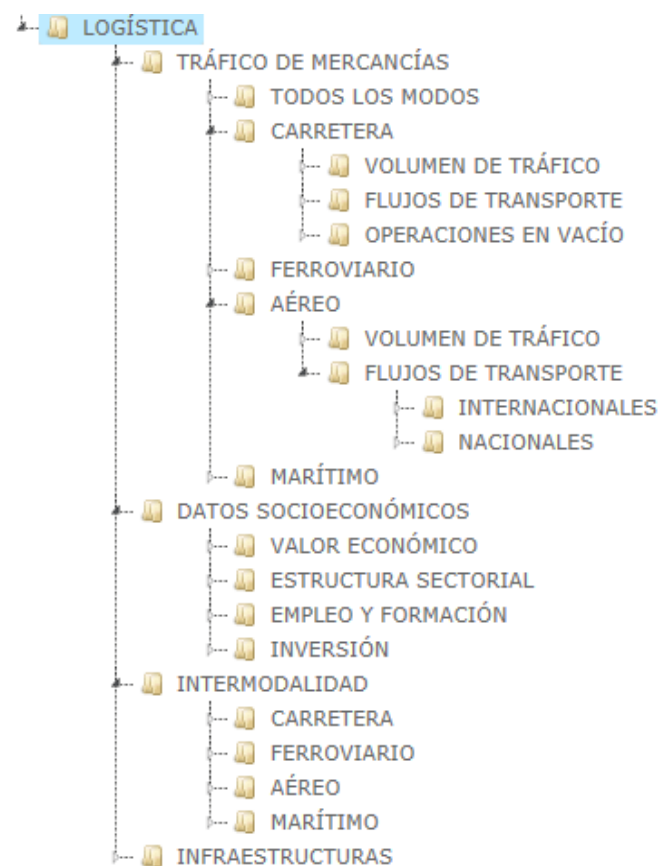 LOGÍSTICA
TRÁFICO DE MERCANCÍAS
TODOS LOS MODOS
CARRETERA
VOLUMEN DE TRÁFICO
FLUJOS DE TRANSPORTE
OPERACIONES EN VACÍO
FERROVIARIO
AÉREO
VOLUMEN DE TRÁFICO
FLUJOS DE TRANSPORTE
INTERNACIONALES
NACIONALES
MARÍTIMO
DATOS SOCIOECONÓMICOS
VALOR ECONÓMICO
ESTRUCTURA SECTORIAL
EMPLEO Y FORMACIÓN
INVERSIÓN
INTERMODALIDAD
CARRETERA
FERROVIARIO
AÉREO
MARÍTIMO
INFRAESTRUCTURAS